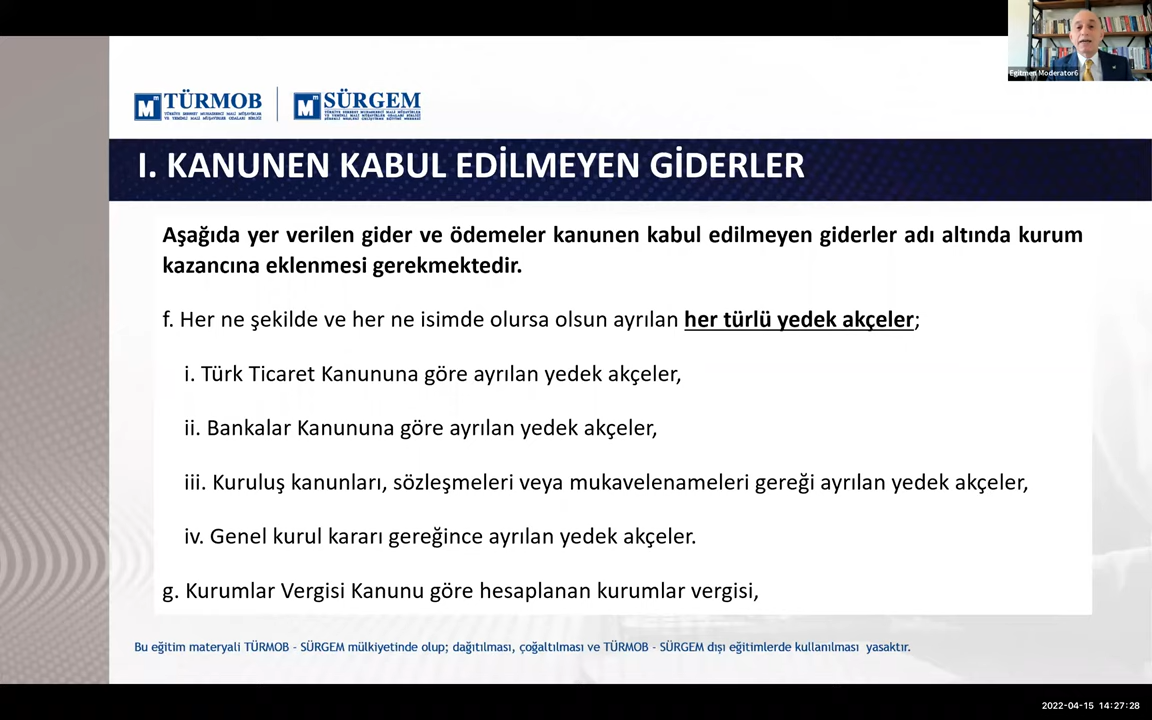 Egitmen Moderator6
TÜRMOB
SÜRGEM
I. KANUNEN KABUL EDİLMEYEN GİDERLER
Aşağıda yer verilen gider ve ödemeler kanunen kabul edilmeyen giderler adı altında kurum
kazancına eklenmesi gerekmektedir.
f. Her ne şekilde ve her ne isimde olursa olsun ayrılan her türlü yedek akçeler;
i. Türk Ticaret Kanununa göre ayrılan yedek akçeler,
ii. Bankalar Kanununa göre ayrılan yedek akçeler,
iii. Kuruluş kanunları, sözleşmeleri veya mukavelenameleri gereği ayrılan yedek akçeler,
iv. Genel kurul kararı gereğince ayrılan yedek akçeler.
g. Kurumlar Vergisi Kanunu göre hesaplanan kurumlar vergisi,
Bu eğitim materyali TÜRMOB - SÜRGEM mülkiyetinde olup; dağıtılması, çoğaltılması ve TÜRMOB - SÜRGEM dışı eğitimlerde kullanılması yasaktır.
2022-04-15 14:27:28